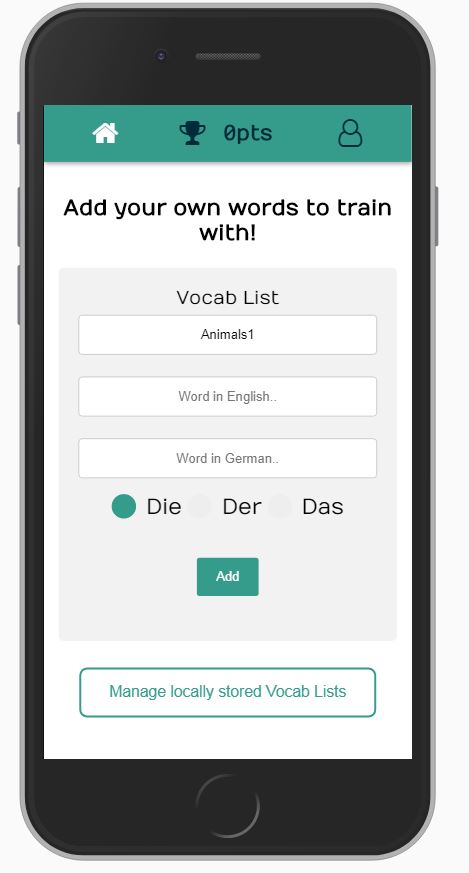 0pts
Add your own words to train
with!
Vocab List
Animals1
Word in English..
Word in German..
Die Der Das
Add
Manage locally stored Vocab Lists